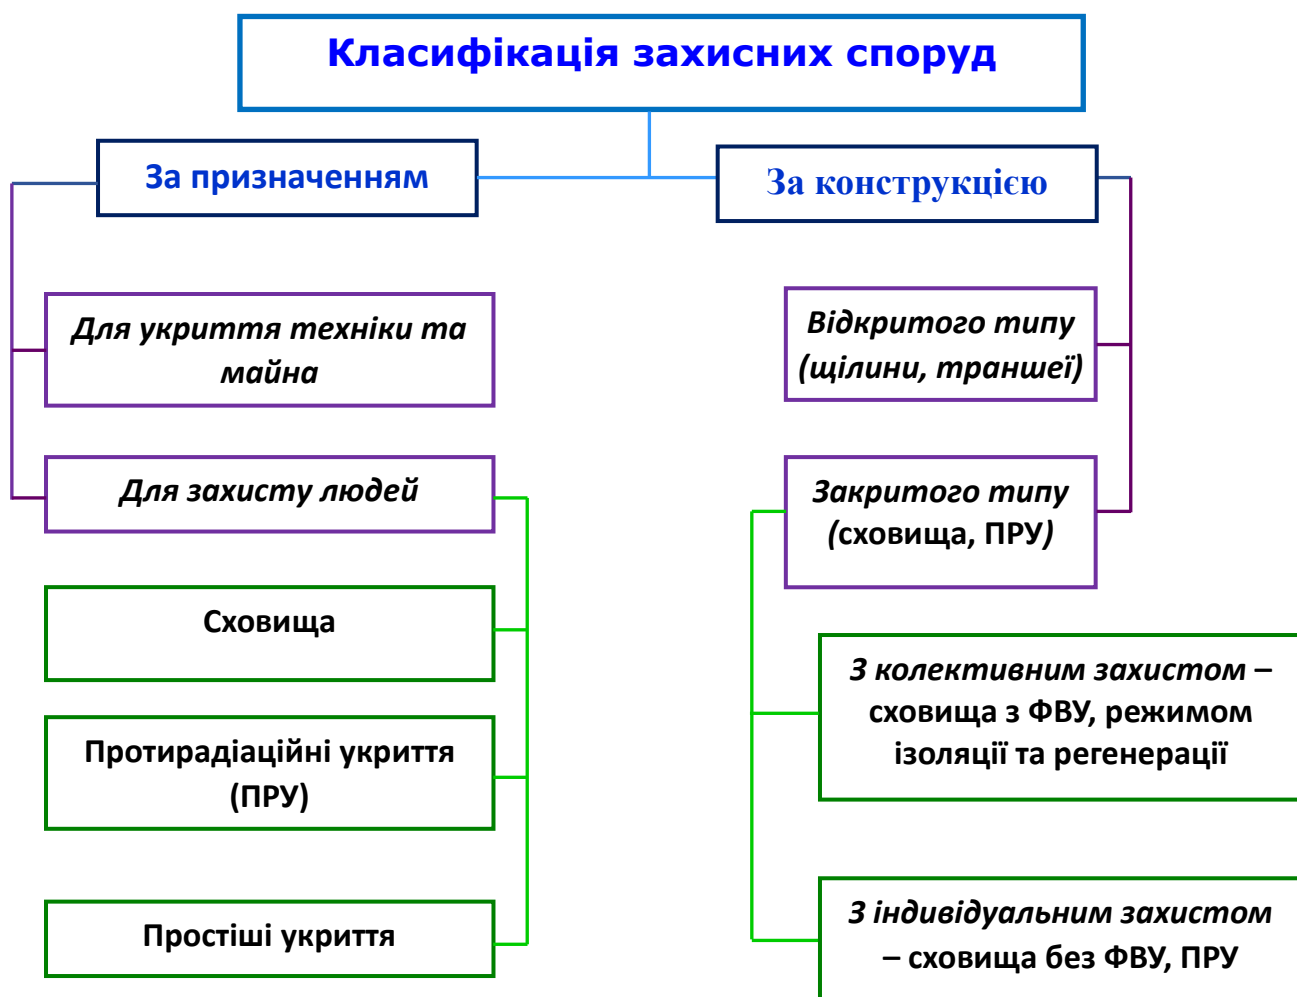 Класифікація захисних споруд
За призначенням
За конструкцією
Для укриття техніки та
майна
Відкритого типу
(щілини, траншеї)
Для захисту людей
Закритого типу
(сховища, ПРУ)
Сховища
З колективним захистом –
сховища з ФВУ, режимом
ізоляції та регенерації
Протирадіаційні укриття
(ПРУ)
Простіші укриття
З індивідуальним захистом
– сховища без ФВУ, ПРУ